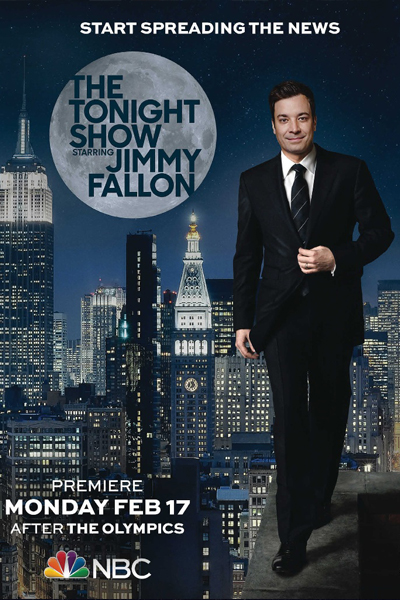 START SPREADING THE NEWS
THE
TONIGHT
SHOW
STARRING JIMMY
FALLON
PREMIERE
MONDAY FEB 17
AFTER THE OLYMPICS
NBC